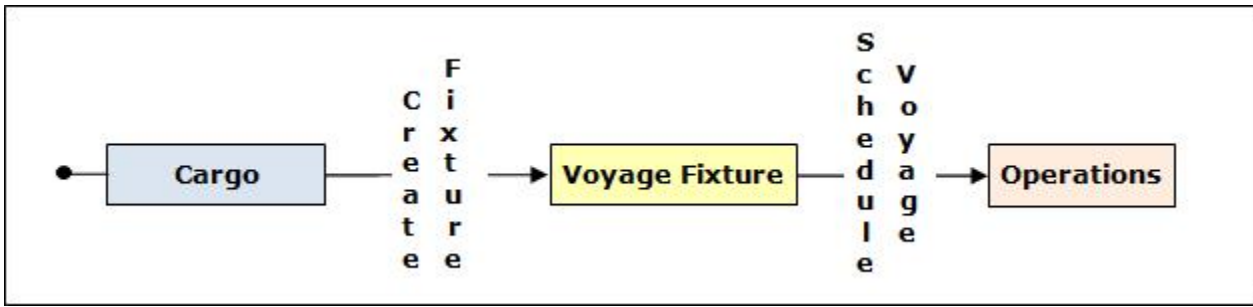 Cargo
Create
Fixture
Voyage Fixture
Schedule
Voyage
Operations